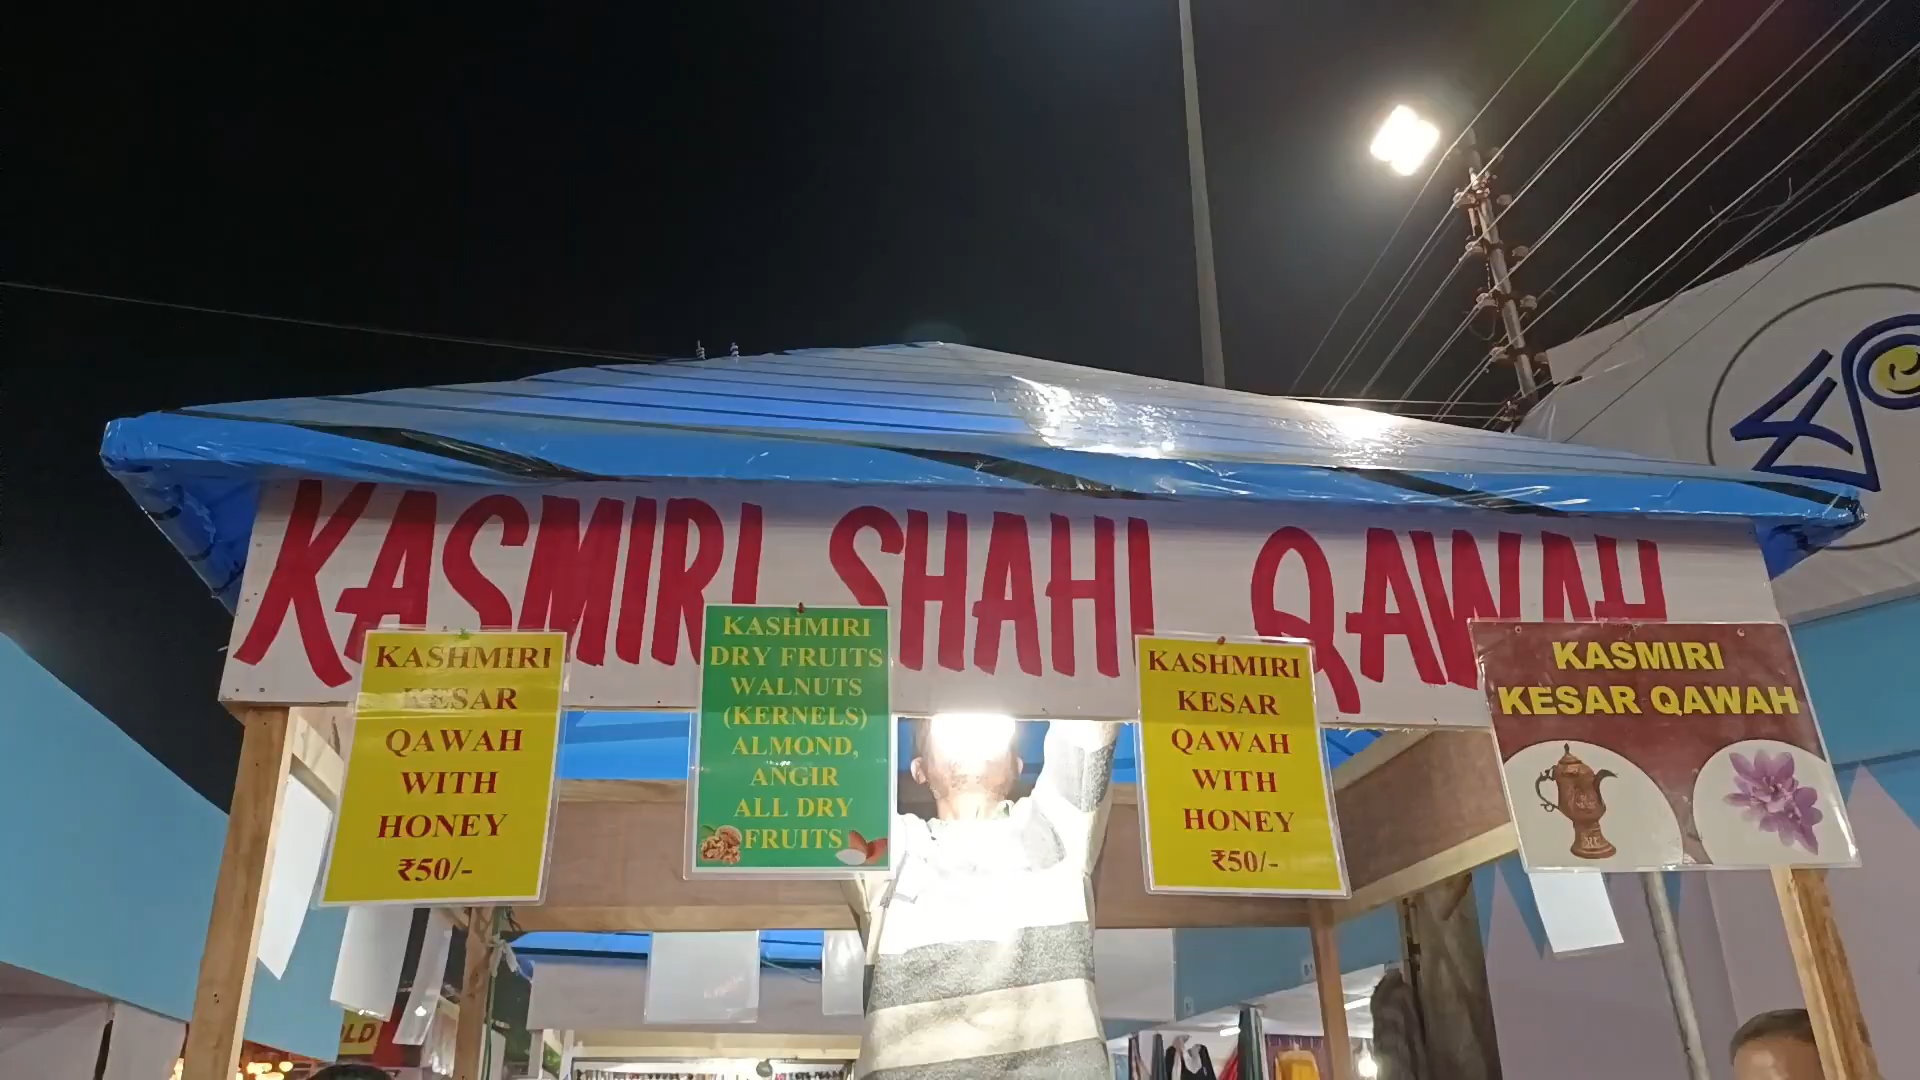 KASMIRI SHAHI QAWAH
KASHMIRI
KESAR
QAWAH
WITH
HONEY
₹50/-
KASHMIRI
DRY FRUITS
WALNUTS
(KERNELS)
ALMOND,
ANGIR
ALL DRY
FRUITS
KASHMIRI
KESAR
QAWAH
WITH
HONEY
₹50/-
KASMIRI
KESAR QAWAH